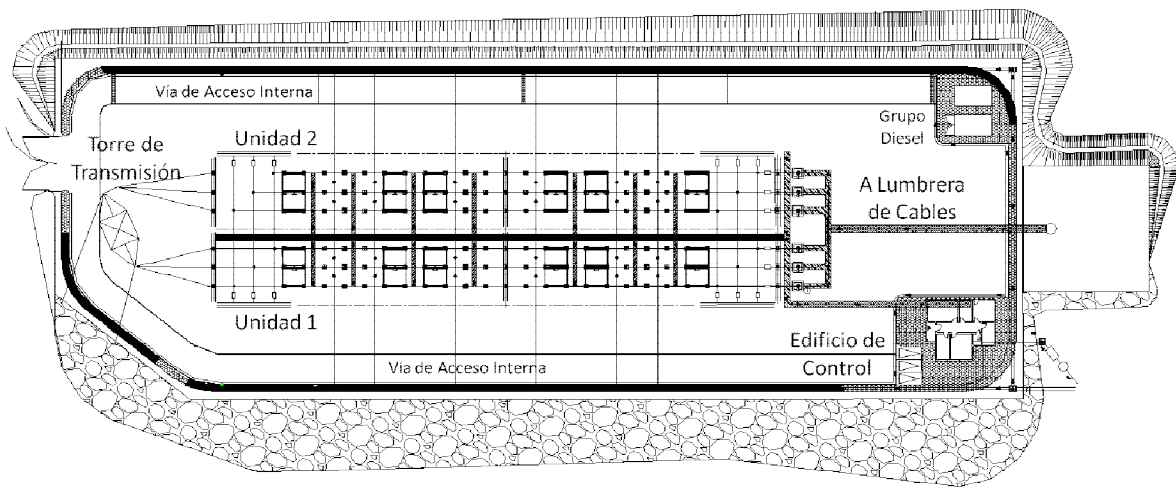 Vía de Acceso Interna
Grupo
Diesel
Torre de
Transmisión
Unidad 2
A Lumbrera
de Cables
Unidad 1
Edificio de
Control
Vía de Acceso Interna